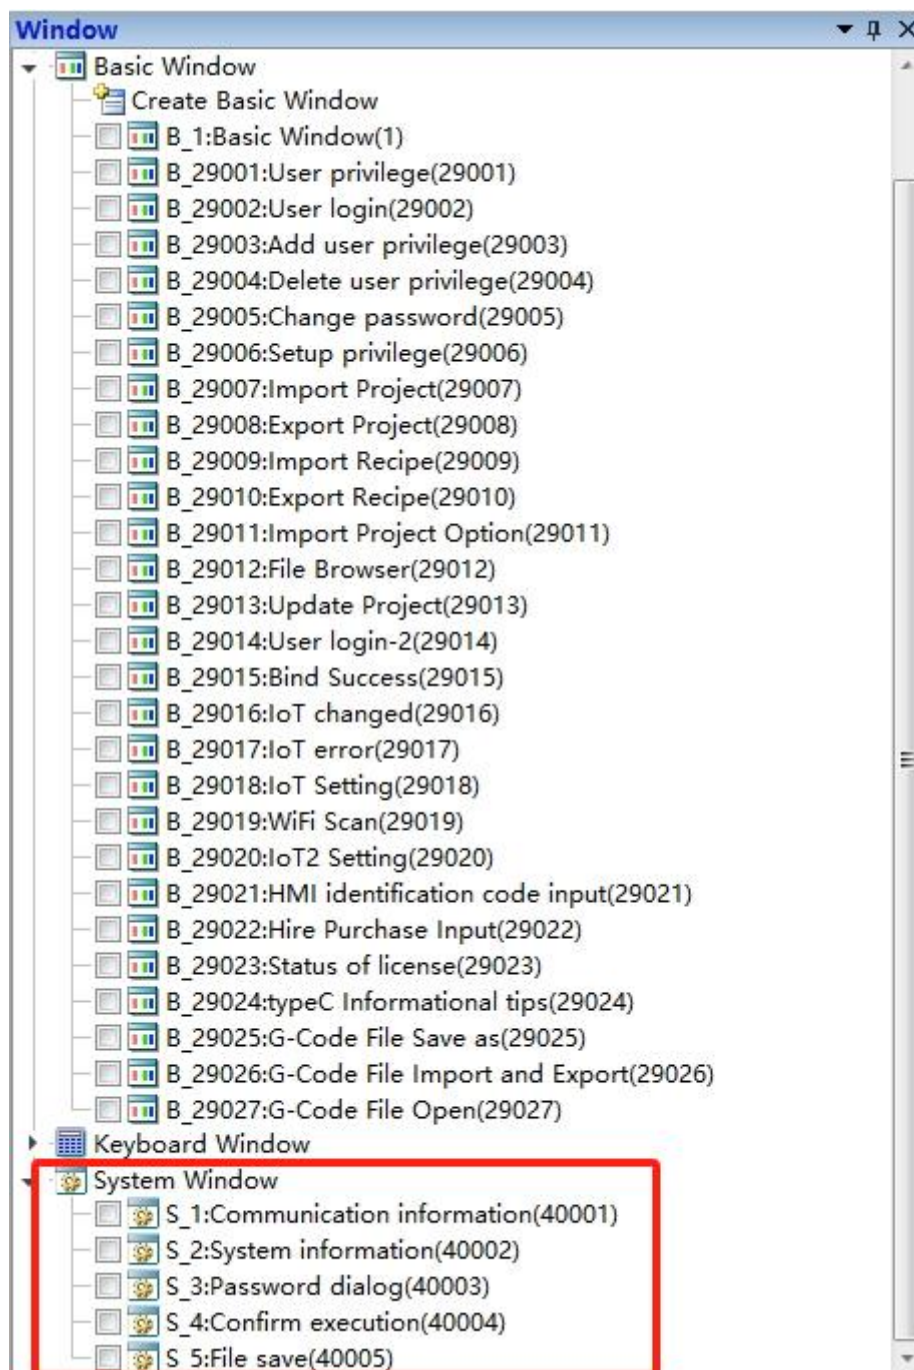 Window
Basic Window
Create Basic Window
B_1:Basic Window(1)
B_29001:User privilege(29001)
B_29002:User login(29002)
B_29003:Add user privilege(29003)
B_29004:Delete user privilege(29004)
B_29005:Change password(29005)
B_29006:Setup privilege(29006)
B_29007:Import Project(29007)
B_29008:Export Project(29008)
B_29009:Import Recipe(29009)
B_29010:Export Recipe(29010)
B_29011:Import Project Option(29011)
B_29012:File Browser(29012)
B_29013:Update Project(29013)
B_29014:User login-2(29014)
B_29015:Bind Success(29015)
B_29016:IoT changed(29016)
B_29017:IoT error(29017)
B_29018:IoT Setting(29018)
B_29019:WiFi Scan(29019)
B_29020:IoT2 Setting(29020)
B_29021:HMI identification code input(29021)
B_29022:Hire Purchase Input(29022)
B_29023:Status of license(29023)
B_29024:typeC Informational tips(29024)
B_29025:G-Code File Save as(29025)
B_29026:G-Code File Import and Export(29026)
B_29027:G-Code File Open(29027)
Keyboard Window
System Window
S_1:Communication information(40001)
S_2:System information(40002)
S_3:Password dialog(40003)
S_4:Confirm execution(40004)
S_5:File save(40005)